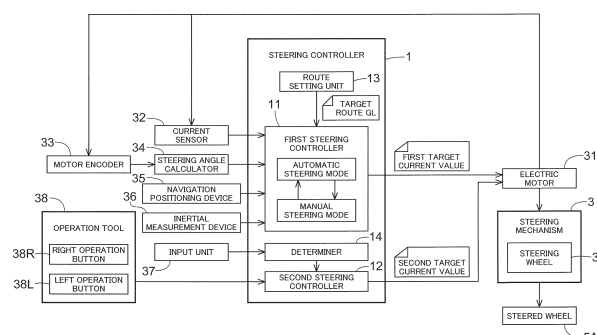 STEERING CONTROLLER
1
ROUTE
SETTING UNIT
13
TARGET
ROUTE GL
11
32
CURRENT
SENSOR
33
MOTOR ENCODER
34
STEERING ANGLE
CALCULATOR
35
NAVIGATION
POSITIONING DEVICE
36
INERTIAL
MEASUREMENT DEVICE
FIRST STEERING
CONTROLLER
AUTOMATIC
STEERING MODE
MANUAL
STEERING MODE
FIRST TARGET
CURRENT VALUE
31
ELECTRIC
MOTOR
38
OPERATION TOOL
38R
RIGHT OPERATION
BUTTON
38L
LEFT OPERATION
BUTTON
INPUT UNIT
37
14
DETERMINER
12
SECOND STEERING
CONTROLLER
SECOND TARGET
CURRENT VALUE
3
STEERING
MECHANISM
STEERING
WHEEL
STEERED WHEEL